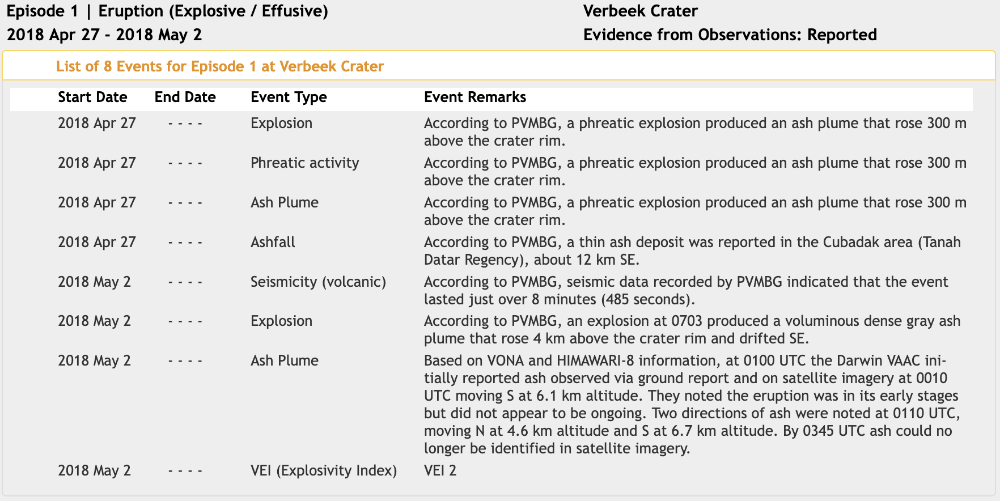 Episode 1 | Eruption (Explosive / Effusive)
Verbeek Crater
2018 Apr 27 - 2018 May 2
Evidence from Observations: Reported
List of 8 Events for Episode 1 at Verbeek Crater
Start Date End Date Event Type Event Remarks
2018 Apr 27 - - - - Explosion According to PVMBG, a phreatic explosion produced an ash plume that rose 300 m
above the crater rim.
2018 Apr 27 - - - - Phreatic activity According to PVMBG, a phreatic explosion produced an ash plume that rose 300 m
above the crater rim.
2018 Apr 27 - - - - Ash Plume According to PVMBG, a phreatic explosion produced an ash plume that rose 300 m
above the crater rim.
2018 Apr 27 - - - - Ashfall According to PVMBG, a thin ash deposit was reported in the Cubadak area (Tanah
Datar Regency), about 12 km SE.
2018 May 2 - - - - Seismicity (volcanic) According to PVMBG, seismic data recorded by PVMBG indicated that the event
lasted just over 8 minutes (485 seconds).
2018 May 2 - - - - Explosion According to PVMBG, an explosion at 0703 produced a voluminous dense gray ash
plume that rose 4 km above the crater rim and drifted SE.
2018 May 2 - - - - Ash Plume Based on VONA and HIMAWARI-8 information, at 0100 UTC the Darwin VAAC ini-
tially reported ash observed via ground report and on satellite imagery at 0010
UTC moving S at 6.1 km altitude. They noted the eruption was in its early stages
but did not appear to be ongoing. Two directions of ash were noted at 0110 UTC,
moving N at 4.6 km altitude and S at 6.7 km altitude. By 0345 UTC ash could no
longer be identified in satellite imagery.
2018 May 2 - - - - VEI (Explosivity Index) VEI 2